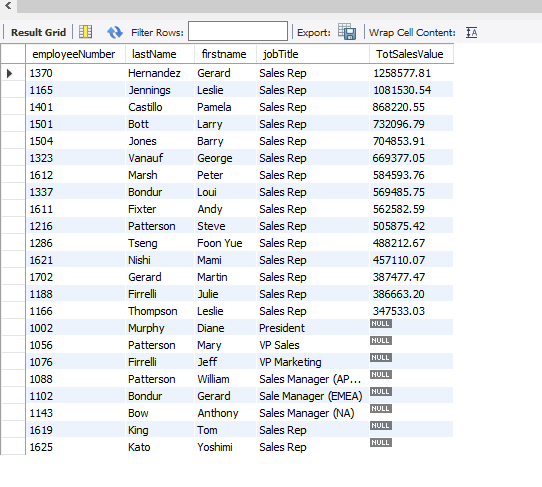 Result Grid Filter Rows: Export: Wrap Cell Content: IA
employeeNumber lastName firstname jobTitle TotSalesValue
1370 Hernandez Gerard Sales Rep 1258577.81
1165 Jennings Leslie Sales Rep 1081530.54
1401 Castillo Pamela Sales Rep 868220.55
1501 Bott Larry Sales Rep 732096.79
1504 Jones Barry Sales Rep 704853.91
1323 Vanauf George Sales Rep 669377.05
1612 Marsh Peter Sales Rep 584593.76
1337 Bondur Loui Sales Rep 569485.75
1611 Fixter Andy Sales Rep 562582.59
1216 Patterson Steve Sales Rep 505875.42
1286 Tseng Foon Yue Sales Rep 488212.67
1621 Nishi Mami Sales Rep 457110.07
1702 Gerard Martin Sales Rep 387477.47
1188 Firrelli Julie Sales Rep 386663.20
1166 Thompson Leslie Sales Rep 347533.03
1002 Murphy Diane President NULL
1056 Patterson Mary VP Sales NULL
1076 Firrelli Jeff VP Marketing NULL
1088 Patterson William Sales Manager (AP... NULL
1102 Bondur Gerard Sale Manager (EMEA) NULL
1143 Bow Anthony Sales Manager (NA) NULL
1619 King Tom Sales Rep NULL
1625 Kato Yoshimi Sales Rep NULL